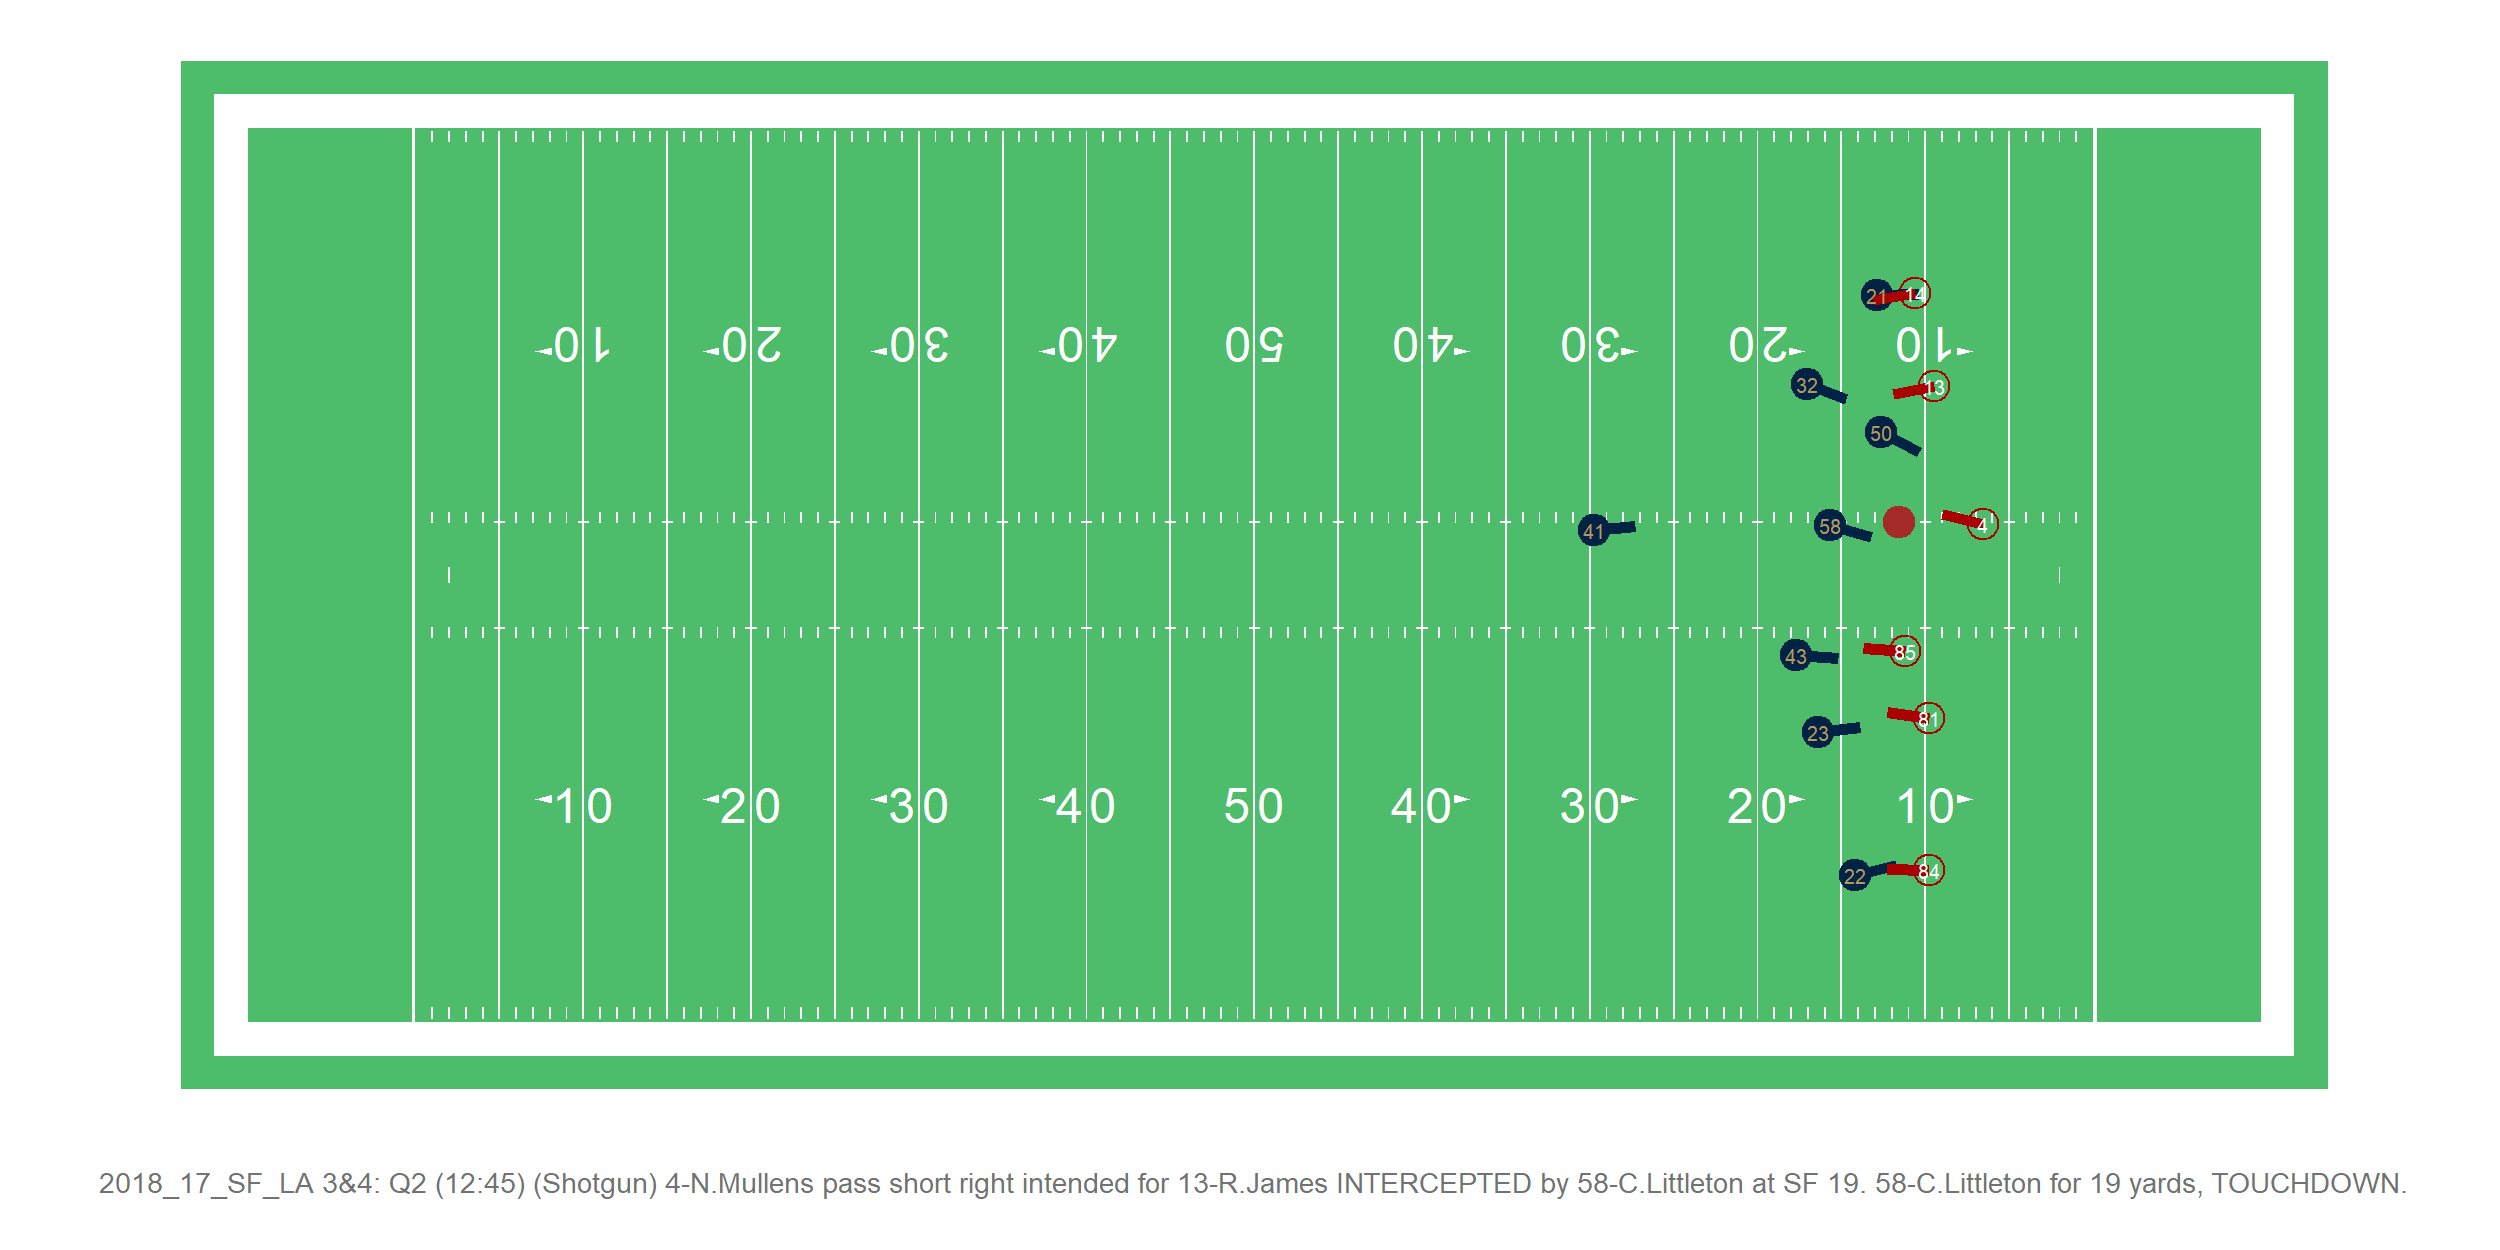 21 14
10 20 30 40 50 40 30 20 10
32 13
50
41 58 4
43 85
23 81
10 20 30 40 50 40 30 20 10
22 84
2018_17_SF_LA 3&4: Q2 (12:45) (Shotgun) 4-N.Mullens pass short right intended for 13-R.James INTERCEPTED by 58-C.Littleton at SF 19. 58-C.Littleton for 19 yards, TOUCHDOWN.